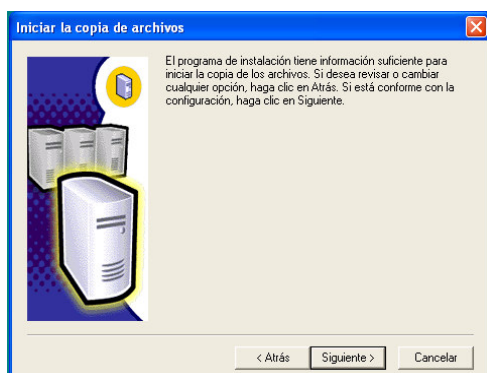 Iniciar la copia de archivos
El programa de instalación tiene información suficiente para
iniciar la copia de los archivos. Si desea revisar o cambiar
cualquier opción, haga clic en Atrás. Si está conforme con la
configuración, haga clic en Siguiente.
< Atrás Siguiente > Cancelar